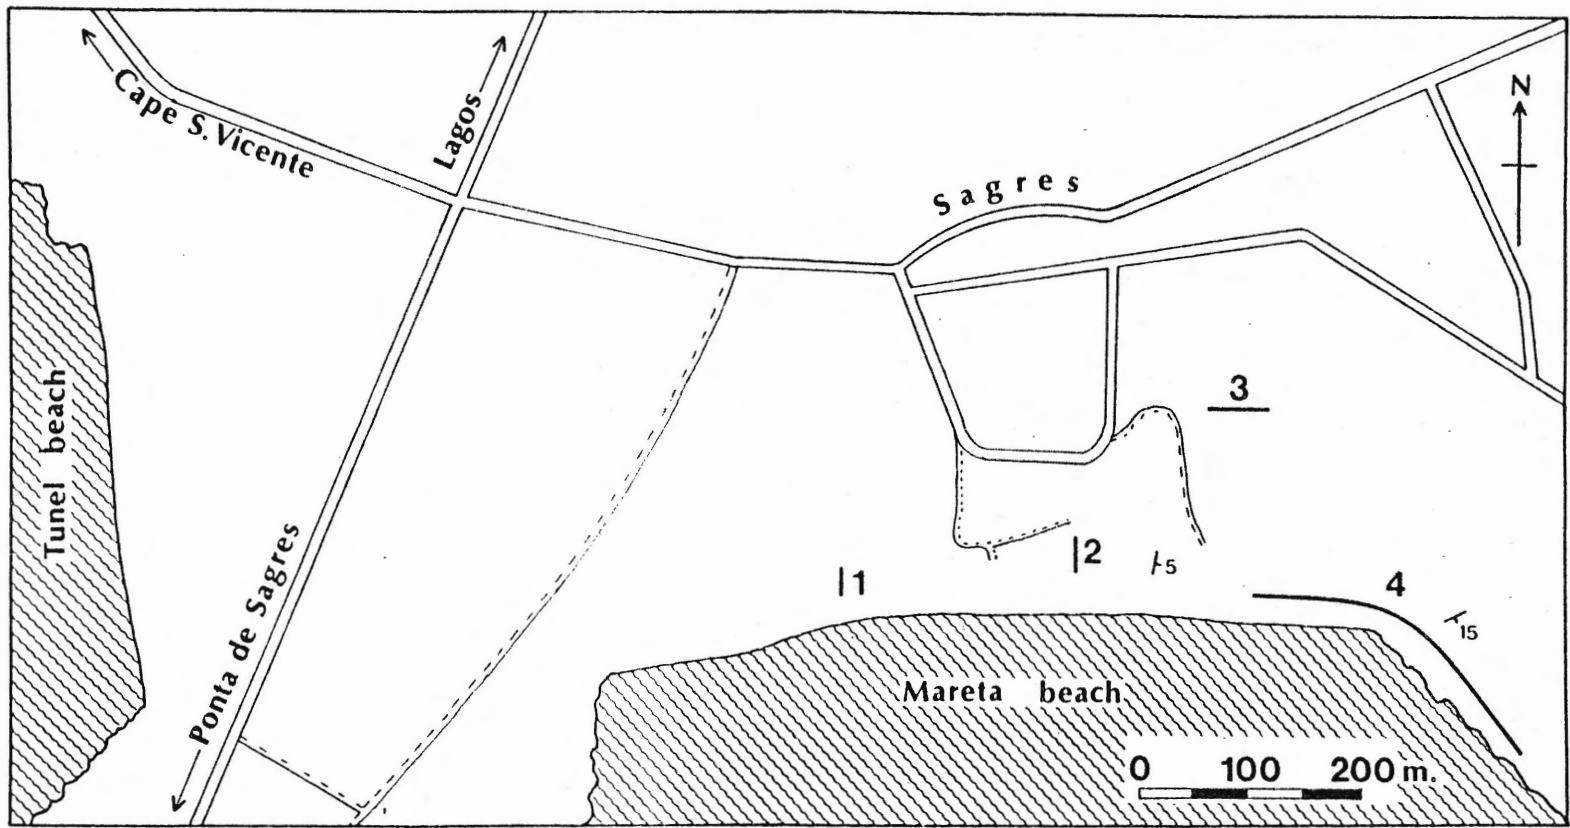 N
Cape S. Vicente
Lagos
Sagres
3
Tunel beach
2
5
1
4
15
Ponta de Sagres
Mareta beach
0 100 200 m.